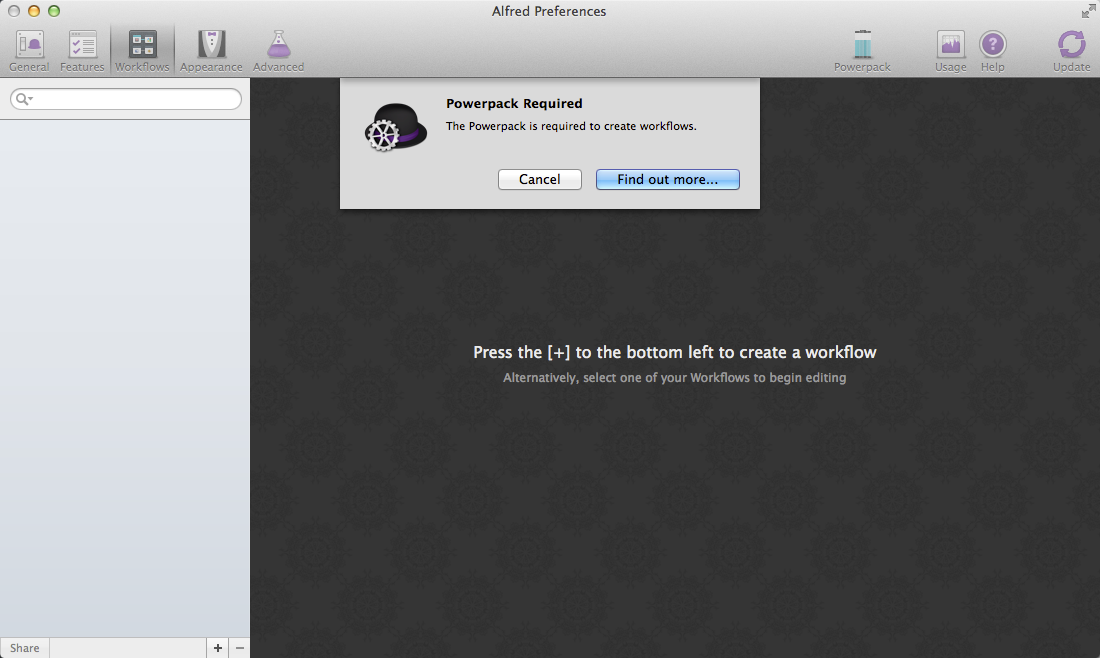 Alfred Preferences
General
Features
Workflows
Appearance
Advanced
Powerpack
Usage
Help
Update
Powerpack Required
The Powerpack is required to create workflows.
Cancel
Find out more...
Press the [+] to the bottom left to create a workflow
Alternatively, select one of your Workflows to begin editing
Share